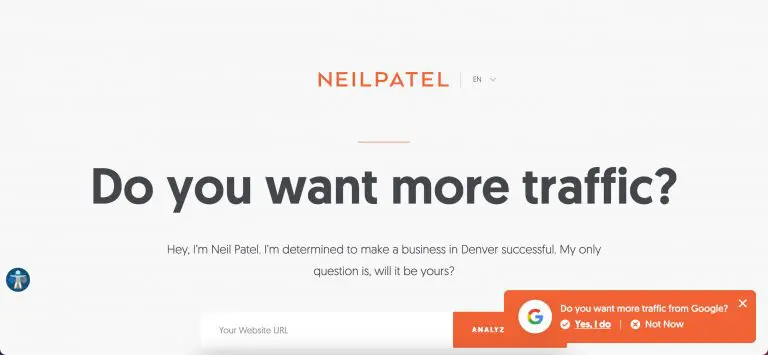 NEILPATEL
EN
Do you want more traffic?
Hey, I'm Neil Patel. I'm determined to make a business in Denver successful. My only
question is, will it be yours?
Your Website URL
ANALYZ
Do you want more traffic from Google?
Yes, I do | Not Now